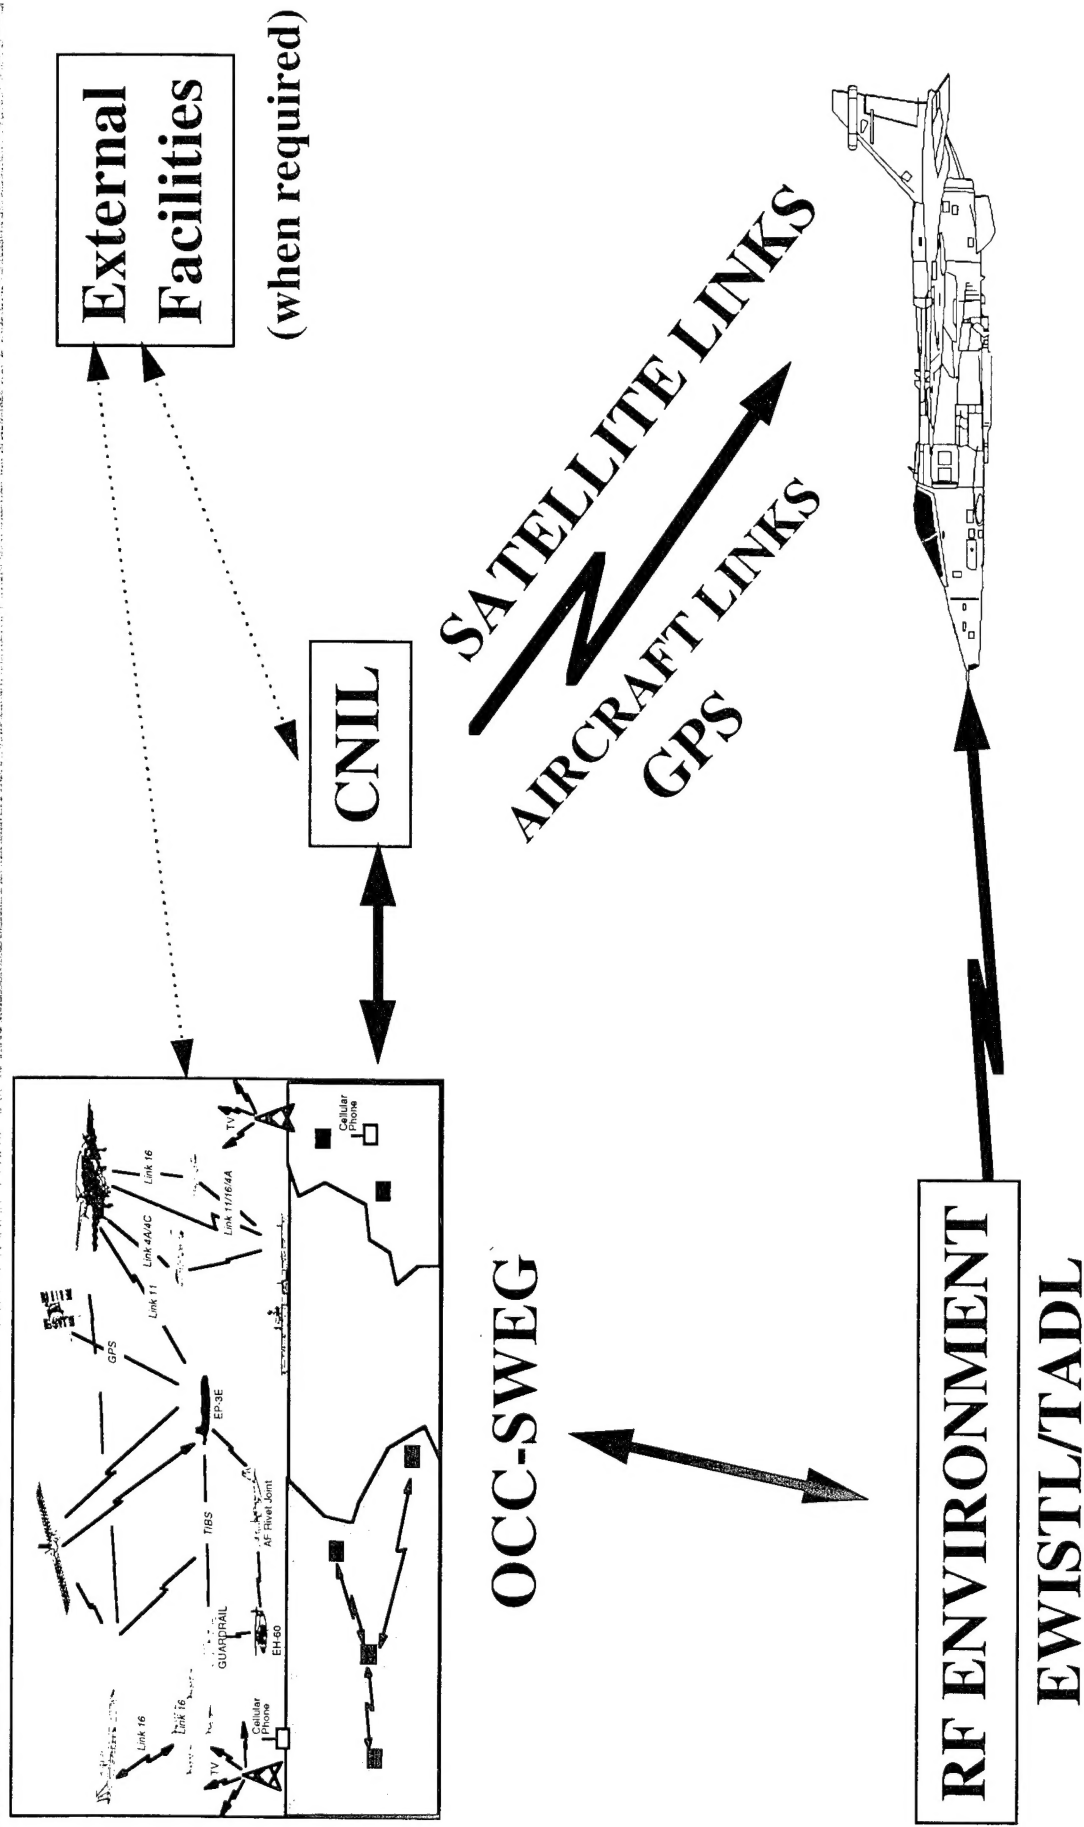 Link 16
Link 16
TV
Cellular
Phone
GUARDRAIL
EH-60
TIBS
AF Rivet Joint
EP-3E
GPS
Link 11
Link 4A/4C
Link 16
Link 11/16/4A
TV
Cellular
Phone
OCC-SWEG
CNIL
External
Facilities
(when required)
SATELLITE LINKS
AIRCRAFT LINKS
GPS
RF ENVIRONMENT
EWISTL/TADL